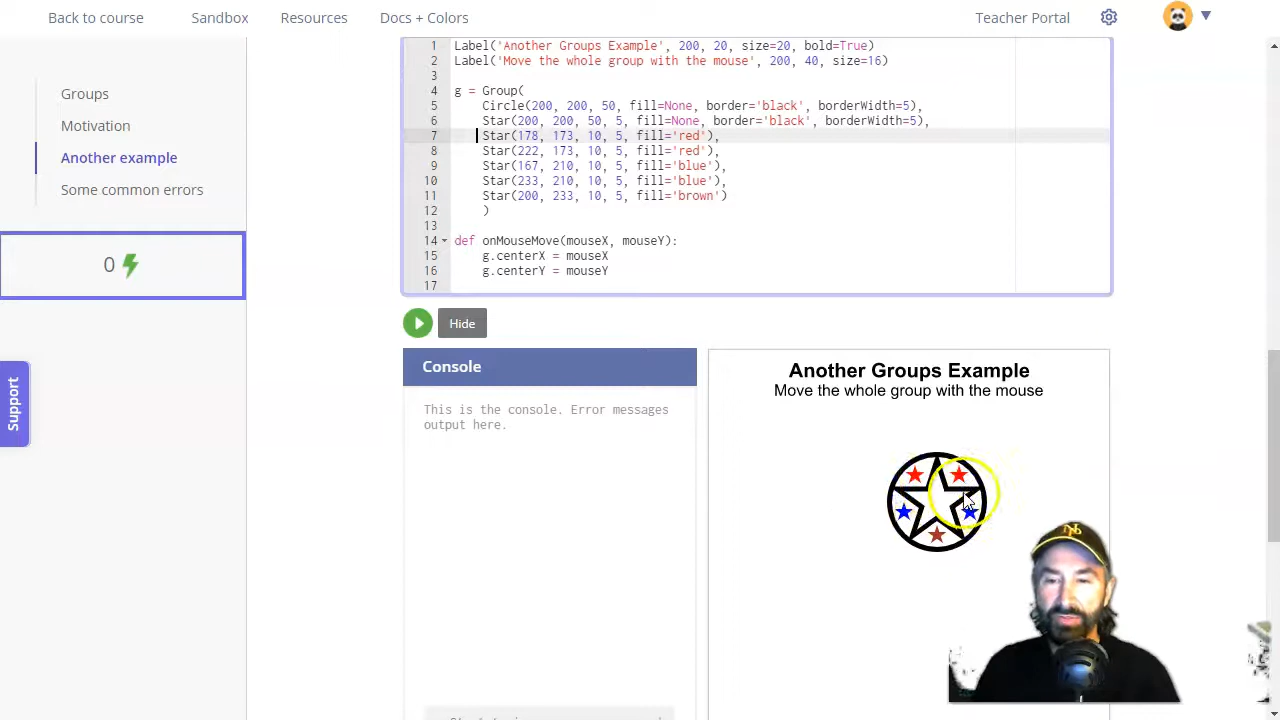 Back to course
Sandbox
Resources
Docs + Colors
Teacher Portal
Groups
Motivation
Another example
Some common errors
0
Support
1 Label('Another Groups Example', 200, 20, size=20, bold=True)
2 Label('Move the whole group with the mouse', 200, 40, size=16)
3
4 g = Group(
5 Circle(200, 200, 50, fill=None, border='black', borderWidth=5),
6 Star(200, 200, 50, 5, fill=None, border='black', borderWidth=5),
7 Star(178, 173, 10, 5, fill='red'),
8 Star(222, 173, 10, 5, fill='red'),
9 Star(167, 210, 10, 5, fill='blue'),
10 Star(233, 210, 10, 5, fill='blue'),
11 Star(200, 233, 10, 5, fill='brown')
12 )
13
14 def onMouseMove(mouseX, mouseY):
15 g.centerX = mouseX
16 g.centerY = mouseY
17
Hide
Console
This is the console. Error messages
output here.
Another Groups Example
Move the whole group with the mouse